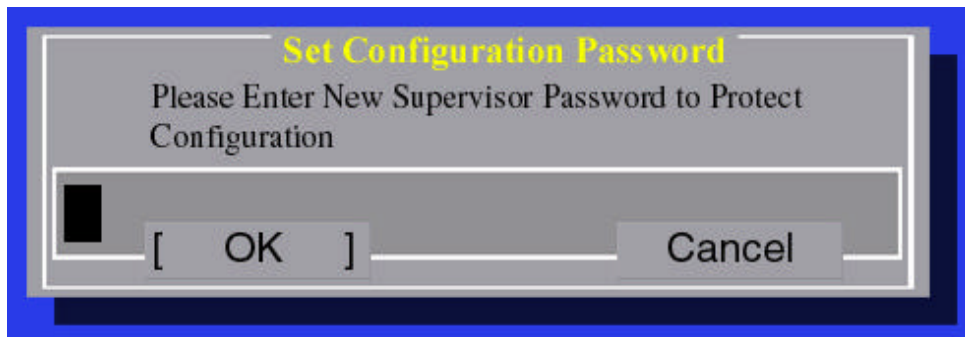 Set Configuration Password
Please Enter New Supervisor Password to Protect
Configuration
[ OK ] Cancel